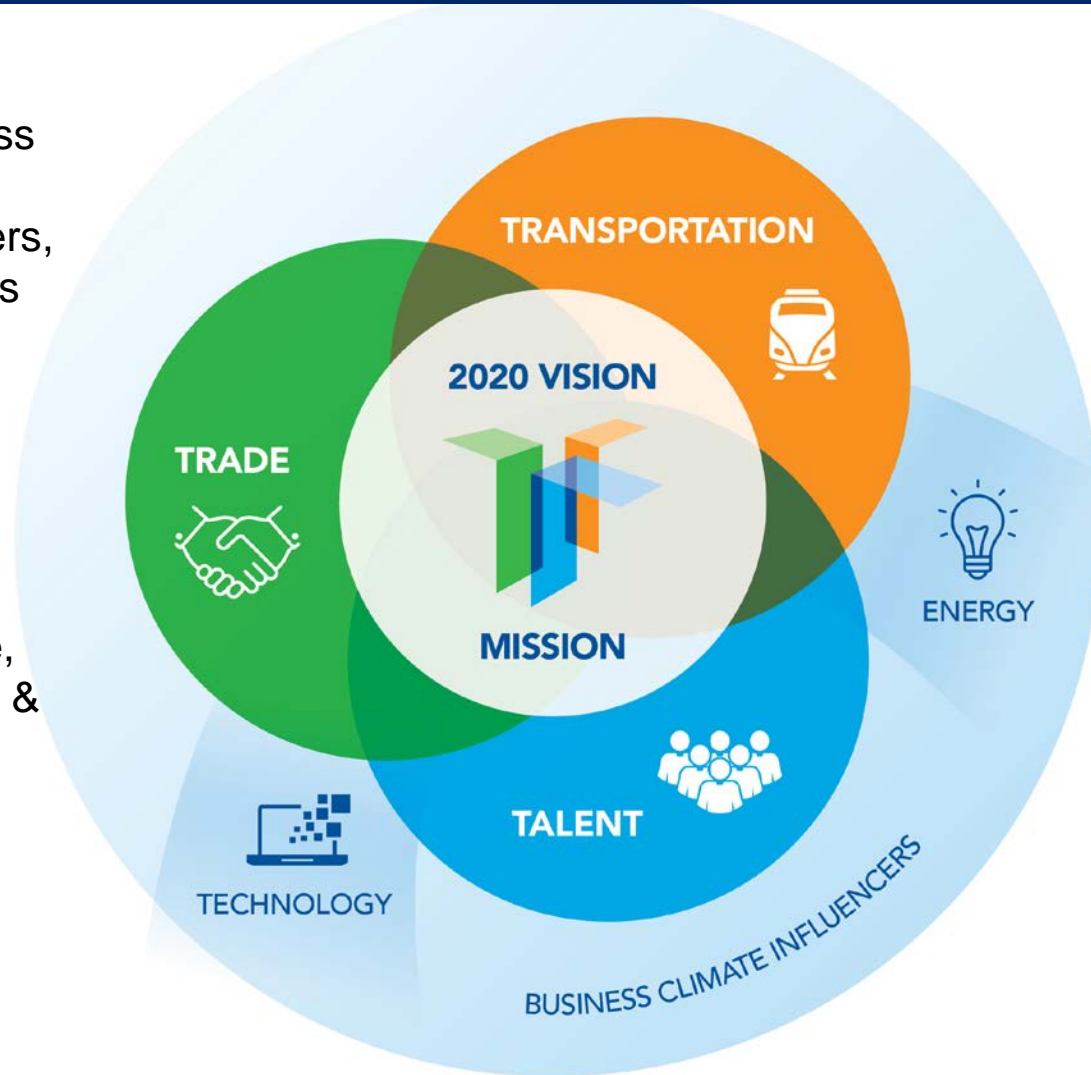 ss
ers,
s
e,
&
TRANSPORTATION
2020 VISION
TRADE
MISSION
ENERGY
TALENT
TECHNOLOGY
BUSINESS CLIMATE INFLUENCERS